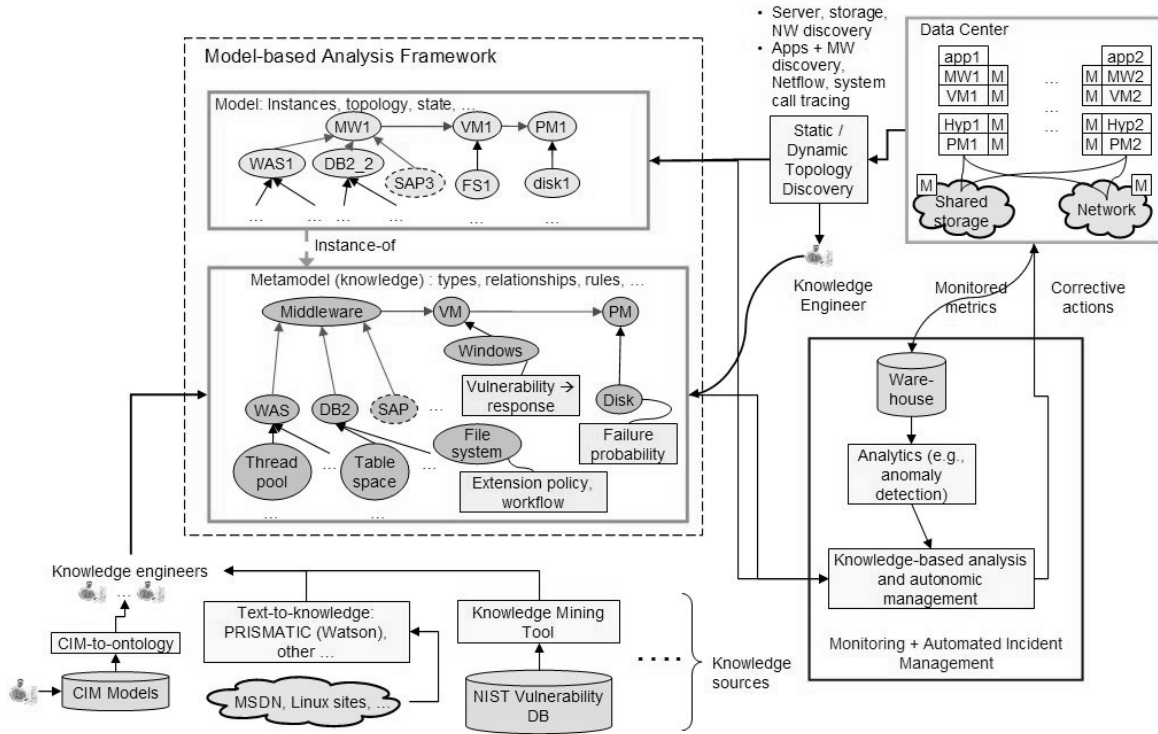 • Server, storage,
NW discovery
• Apps + MW
discovery,
Netflow, system
call tracing
Data Center
app1
app2
MW1 M
...
M MW2
VM1 M
...
M VM2
Hyp1 M
...
M Hyp2
PM1 M
...
M PM2
M
M
Shared
storage
Network
Static /
Dynamic
Topology
Discovery
Model-based Analysis Framework
Model: Instances, topology, state, ...
MW1
VM1
PM1
WAS1
DB2_2
SAP3
FS1
disk1
...
...
...
...
...
Instance-of
Metamodel (knowledge) : types, relationships, rules, ...
Middleware
VM
PM
Windows
Vulnerability →
response
WAS
DB2
SAP
...
Disk
Failure
probability
Thread
pool
...
Table
space
...
File
system
Extension policy,
workflow
...
...
Knowledge
Engineer
Monitored
metrics
Corrective
actions
Ware-
house
Analytics (e.g.,
anomaly
detection)
Knowledge-based analysis
and autonomic
management
Monitoring + Automated Incident
Management
Knowledge engineers
...
CIM-to-ontology
CIM Models
Text-to-knowledge:
PRISMATIC (Watson),
other ...
MSDN, Linux sites, ...
Knowledge Mining
Tool
NIST Vulnerability
DB
....
Knowledge
sources